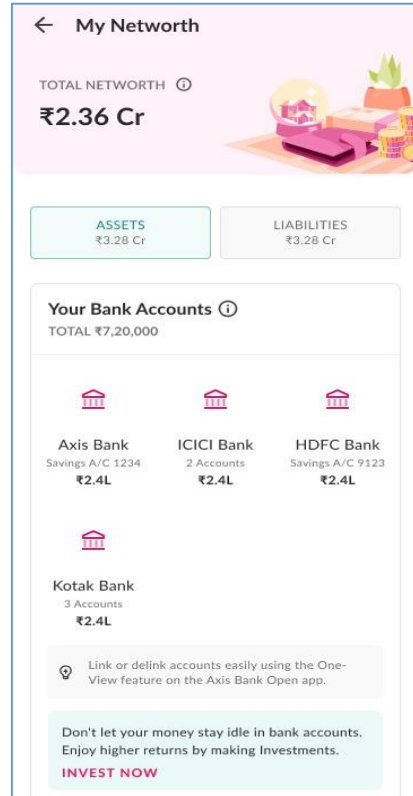 My Networth
TOTAL NETWORTH
₹2.36 Cr
ASSETS
₹3.28 Cr
LIABILITIES
₹3.28 Cr
Your Bank Accounts
TOTAL ₹7,20,000
Axis Bank
Savings A/C 1234
₹2.4L
ICICI Bank
2 Accounts
₹2.4L
HDFC Bank
Savings A/C 9123
₹2.4L
Kotak Bank
3 Accounts
₹2.4L
Link or delink accounts easily using the One-
View feature on the Axis Bank Open app.
Don't let your money stay idle in bank accounts.
Enjoy higher returns by making Investments.
INVEST NOW